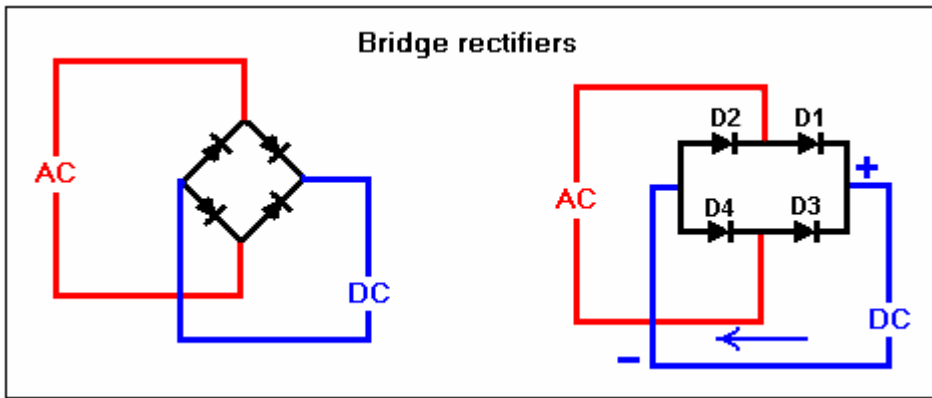 Bridge rectifiers
AC
DC
D2 D1
+
AC
D4 D3
DC
–